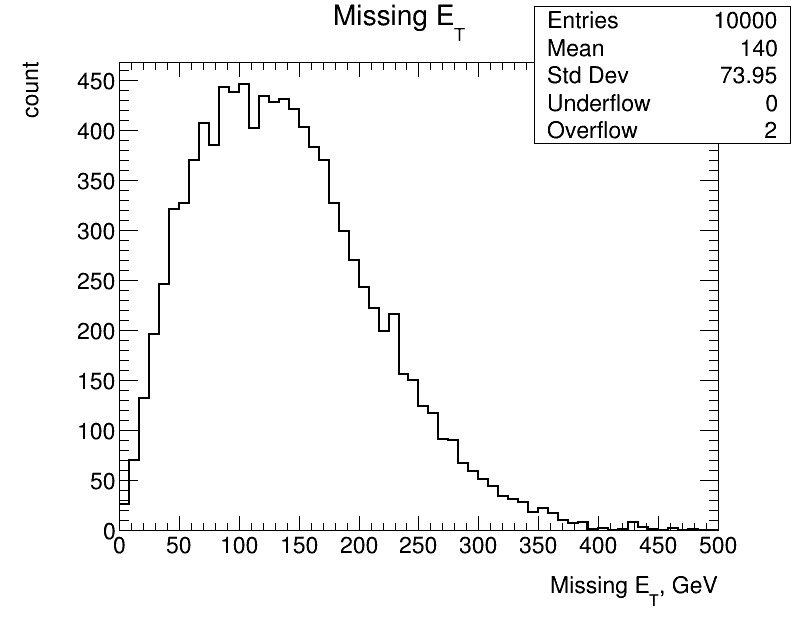 Missing E_T
Entries 10000
Mean 140
Std Dev 73.95
Underflow 0
Overflow 2
count
450
400
350
300
250
200
150
100
50
0
0 50 100 150 200 250 300 350 400 450 500
Missing E_T, GeV